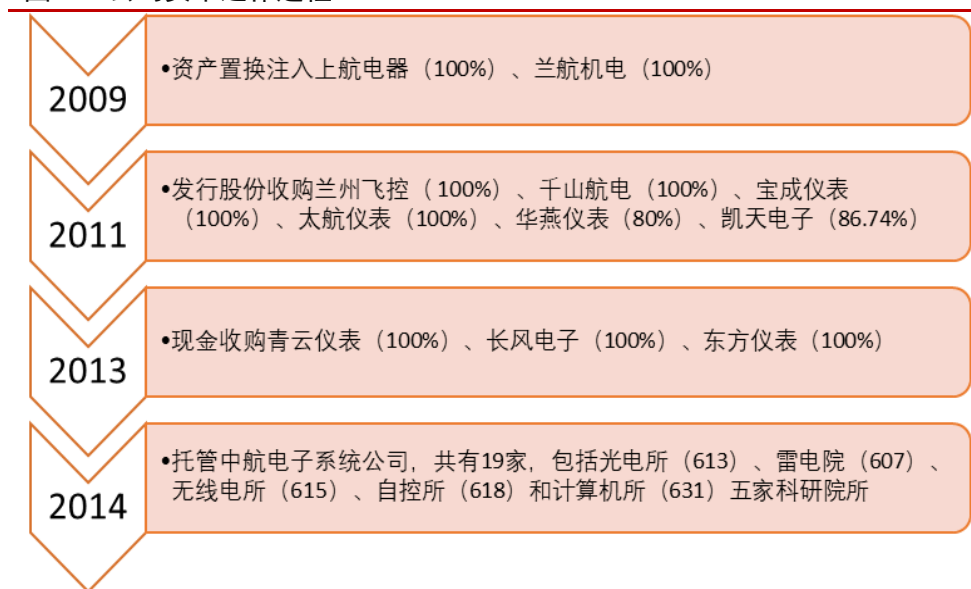 2009
•资产置换注入上航电器（100%）、兰航机电（100%）
2011
•发行股份收购兰州飞控（100%）、千山航电（100%）、宝成仪表
（100%）、太航仪表（100%）、华燕仪表（80%）、凯天电子（86.74%）
2013
•现金收购青云仪表（100%）、长风电子（100%）、东方仪表（100%）
2014
•托管中航电子系统公司，共有19家，包括光电所（613）、雷电院（607）、
无线电所（615）、自控所（618）和计算机所（631）五家科研院所